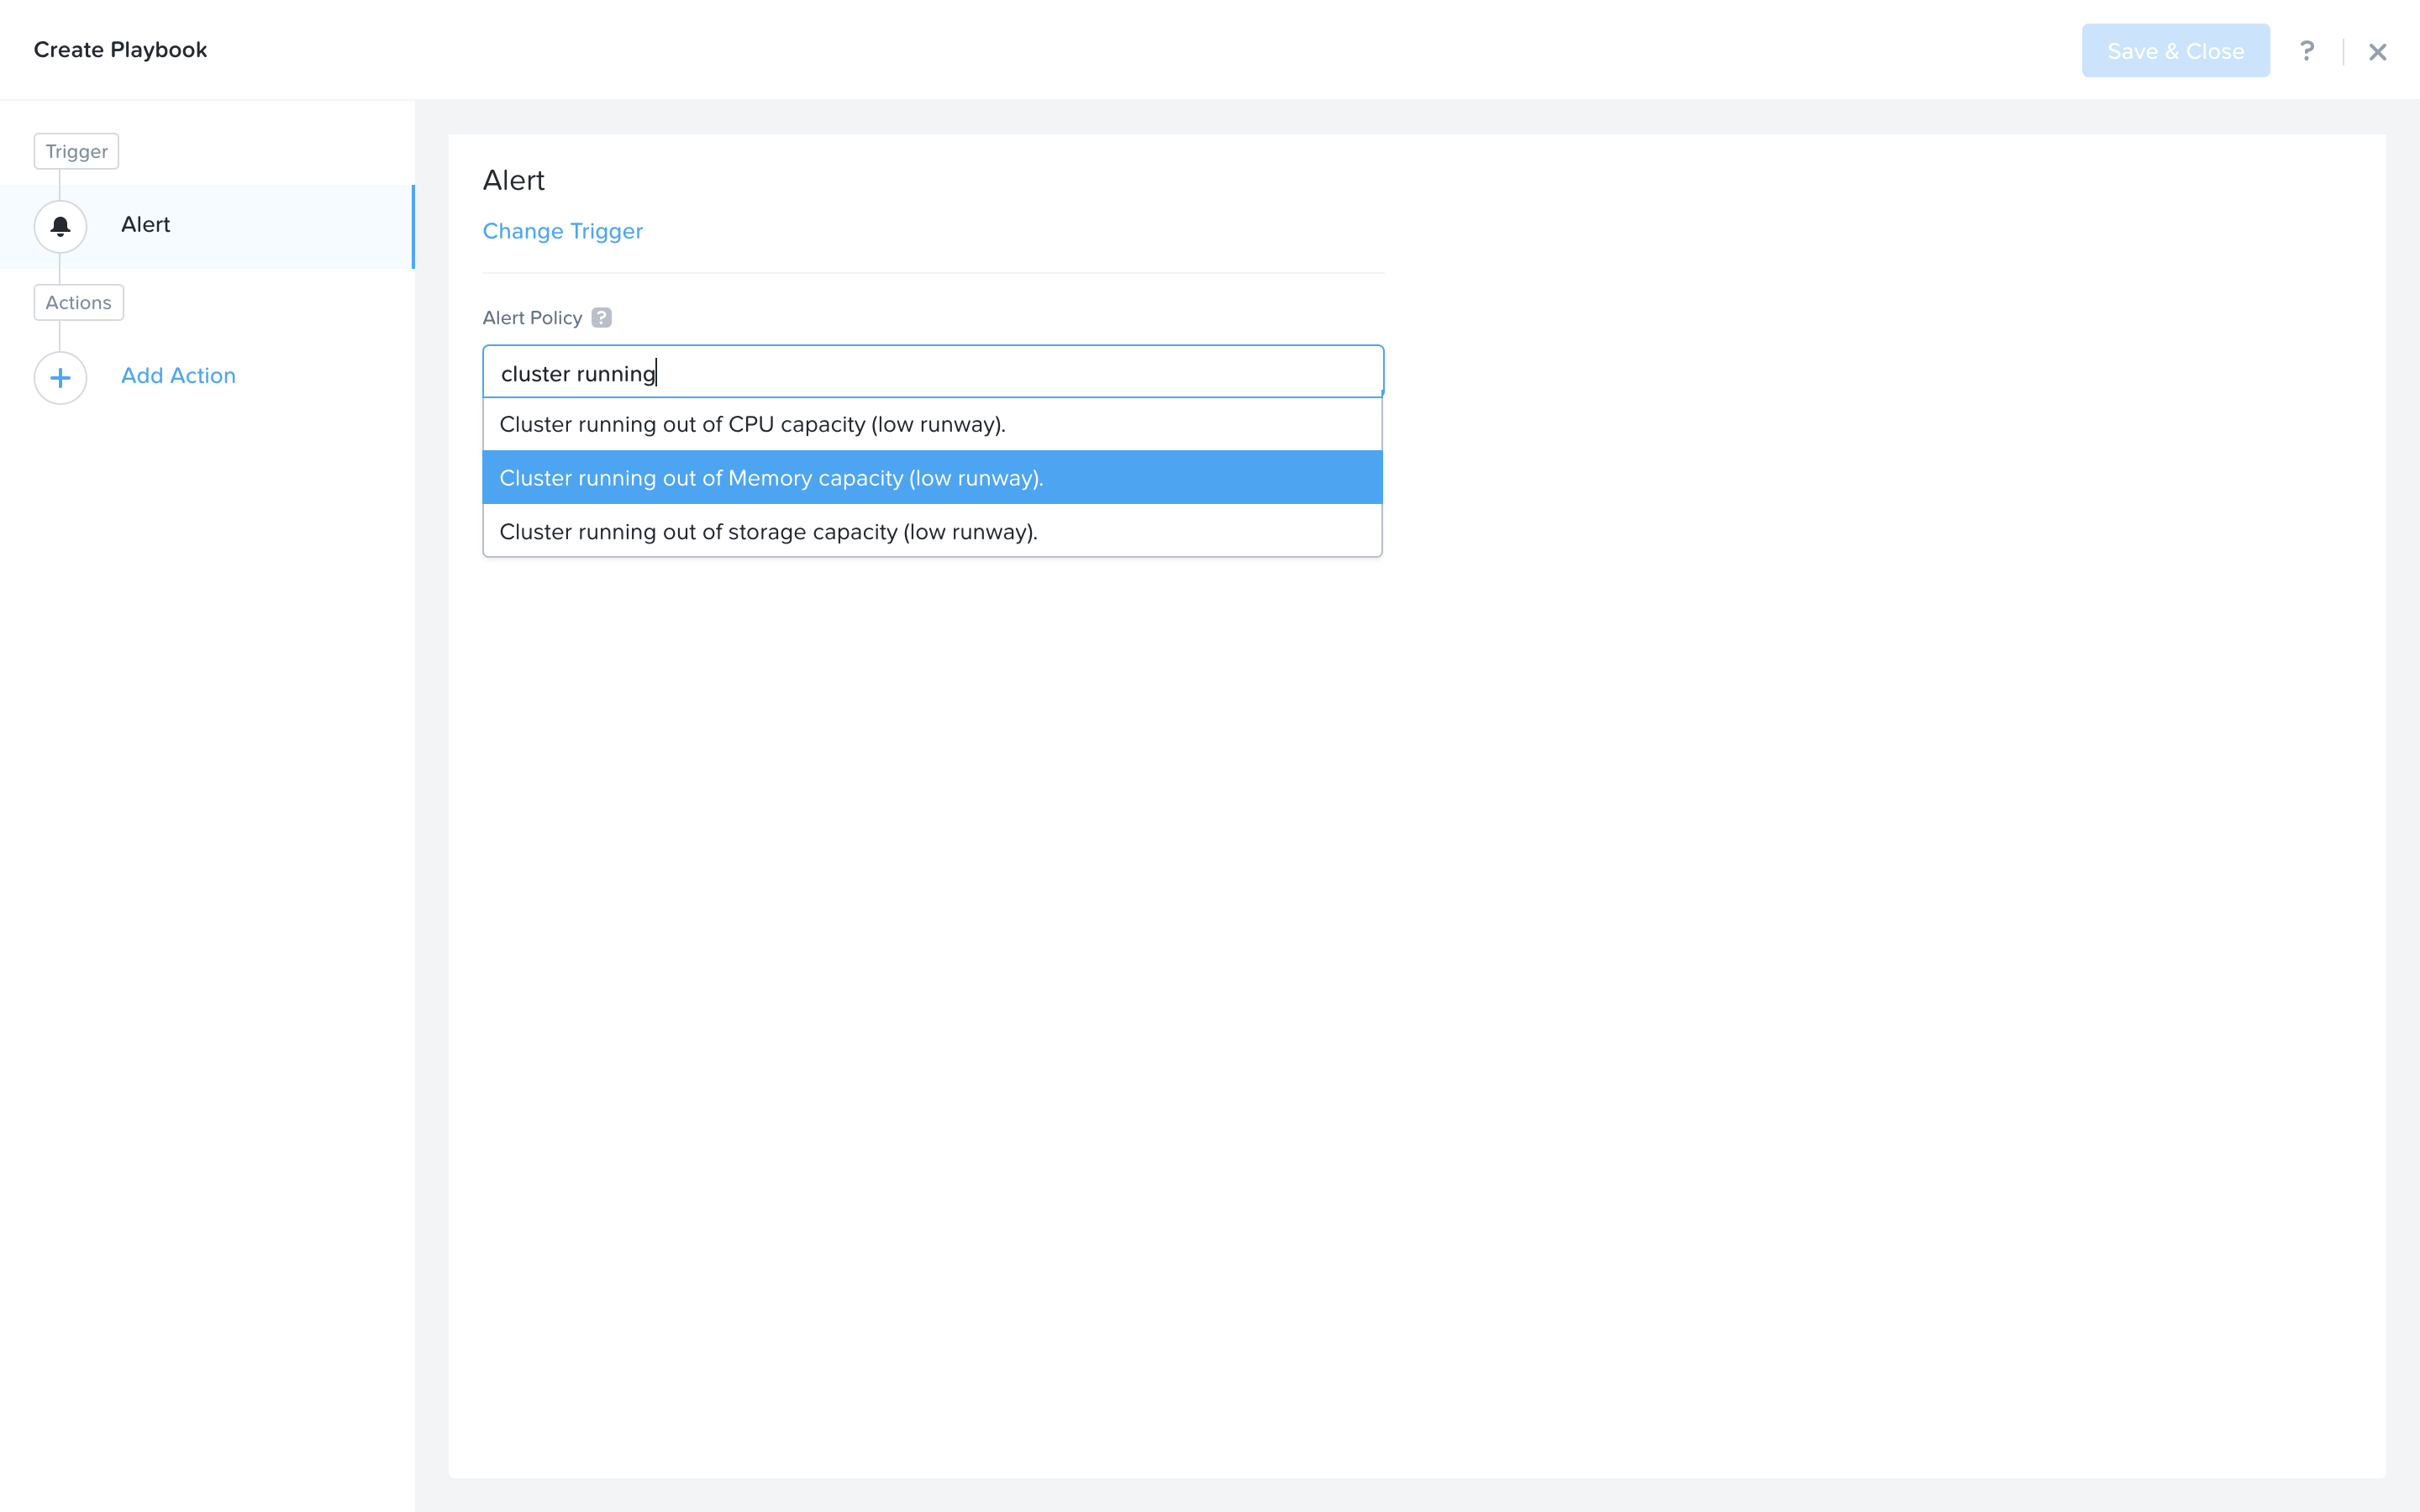 Create Playbook
Save & Close
?
Trigger
Alert
Actions
Add Action
Alert
Change Trigger
Alert Policy ?
cluster running
Cluster running out of CPU capacity (low runway).
Cluster running out of Memory capacity (low runway).
Cluster running out of storage capacity (low runway).